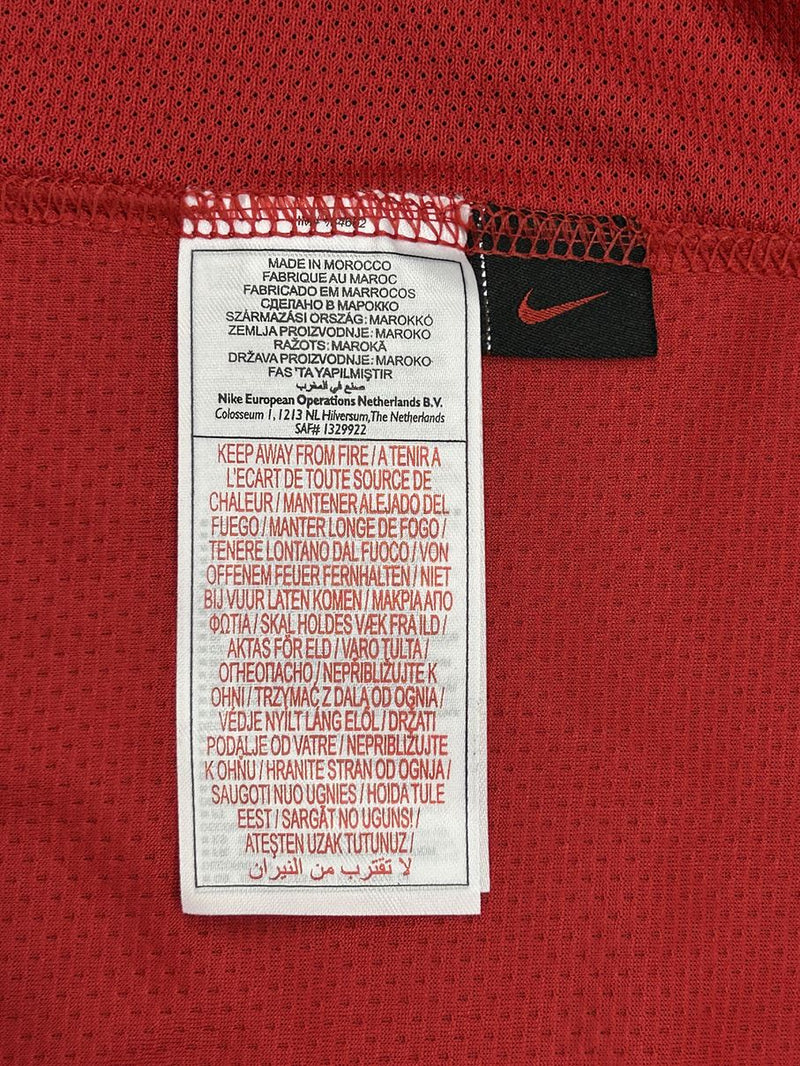 MADE IN MOROCCO
FABRIQUE AU MAROC
FABRICADO EM MARROCOS
СДЕЛАНО В МАРОККО
SZÁRMAZÁSI ORSZÁG: MAROKKÓ
ZEMLJA PROIZVODNJE: MAROKO
RAŽOTS: MAROKĀ
DRŽAVA PROIZVODNJE: MAROKO
FAS 'TA YAPILMIŞTIR
صنع في المغرب
Nike European Operations Netherlands B.V.
Colosseum 1, 1213 NL Hilversum, The Netherlands
SAF# 1329922
KEEP AWAY FROM FIRE / A TENIR A
L'ECART DE TOUTE SOURCE DE
CHALEUR / MANTENER ALEJADO DEL
FUEGO / MANTER LONGE DE FOGO /
TENERE LONTANO DAL FUOCO / VON
OFFENEM FEUER FERNHALTEN / NIET
BIJ VUUR LATEN KOMEN / ΜΑΚΡΙΑ ΑΠΟ
ΦΩΤΙΑ / SKAL HOLDES VÆK FRA ILD /
AKTAS FÖR ELD / VARO TULTA /
ОГНЕОПАСНО / NEPŘIBLIŽUJTE K
OHNI / TRZYMAĆ Z DALA OD OGNIA /
VÉDJE NYÍLT LÁNG ELŐL / DRŽATI
PODALJE OD VATRE / NEPRIBLIŽUJTE
K OHŇU / HRANITE STRAN OD OGNJA /
SAUGOTI NUO UGNIES / HOIDA TULE
EEST / SARGĀT NO UGUNS! /
ATEŞTEN UZAK TUTUNUZ /
لا تقترب من النيران